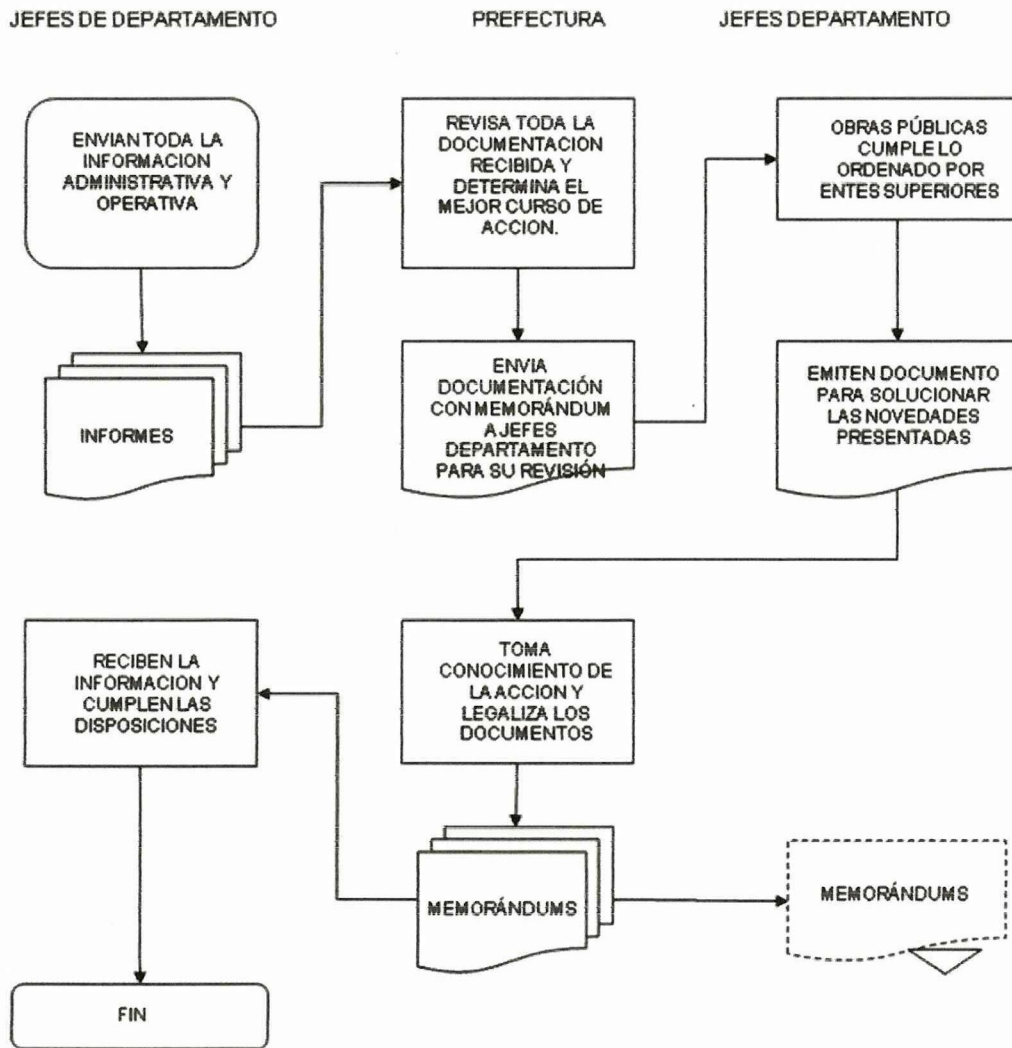 JEFES DE DEPARTAMENTO
PREFECTURA
JEFES DEPARTAMENTO
ENVIAN TODA LA
INFORMACION
ADMINISTRATIVA Y
OPERATIVA
REVISA TODA LA
DOCUMENTACION
RECIBIDA Y
DETERMINA EL
MEJOR CURSO DE
ACCION.
OBRAS PÚBLICAS
CUMPLE LO
ORDENADO POR
ENTES SUPERIORES
INFORMES
ENVIA
DOCUMENTACIÓN
CON MEMORÁNDUM
A JEFES
DEPARTAMENTO
PARA SU REVISIÓN
EMITEN DOCUMENTO
PARA SOLUCIONAR
LAS NOVEDADES
PRESENTADAS
RECIBEN LA
INFORMACION Y
CUMPLEN LAS
DISPOSICIONES
TOMA
CONOCIMIENTO DE
LA ACCION Y
LEGALIZA LOS
DOCUMENTOS
MEMORÁNDUMS
MEMORÁNDUMS
FIN